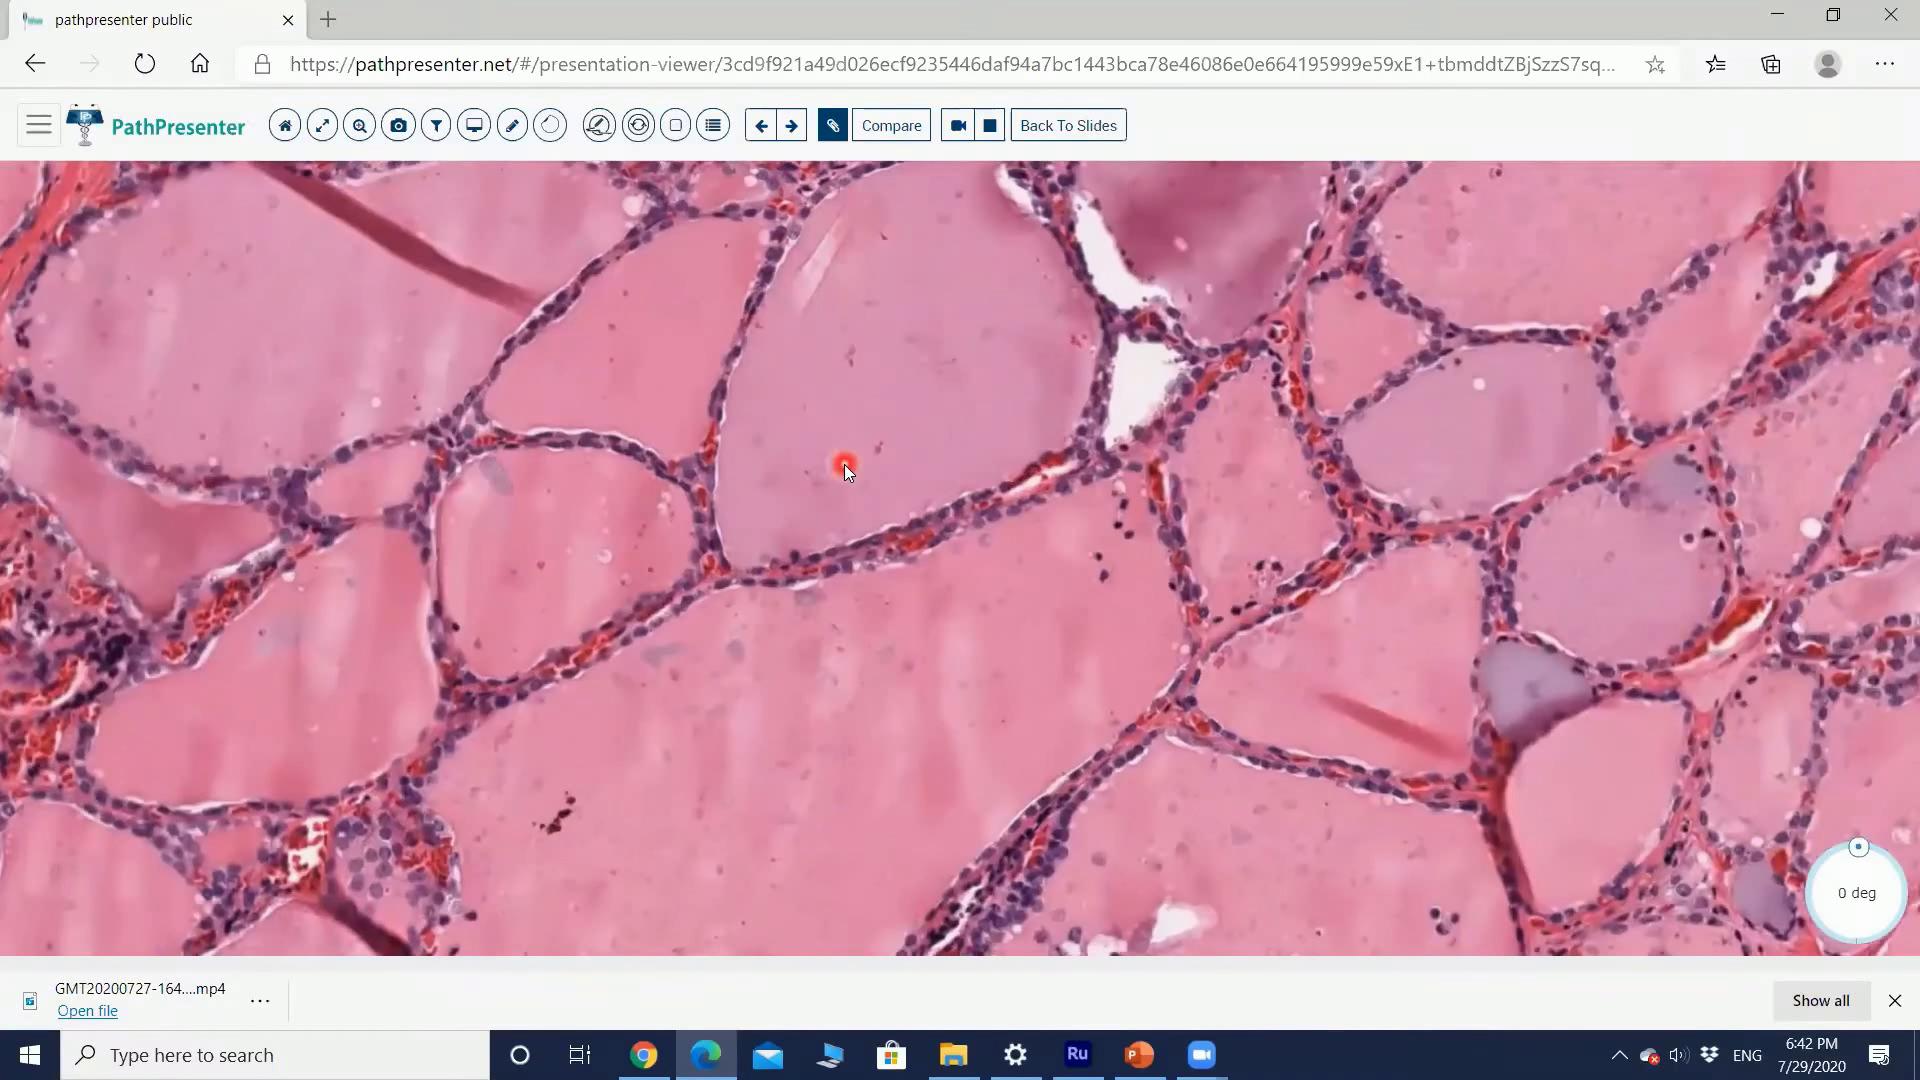 pathpresenter public
https://pathpresenter.net/#/presentation-viewer/3cd9f921a49d026ecf9235446daf94a7bc1443bca78e46086e0e664195999e59xE1+tbmddtZBjSzzS7sq...
PathPresenter
Compare
Back To Slides
0 deg
GMT20200727-164....mp4
Open file
Show all
Type here to search
Ru
P
ENG
6:42 PM
7/29/2020